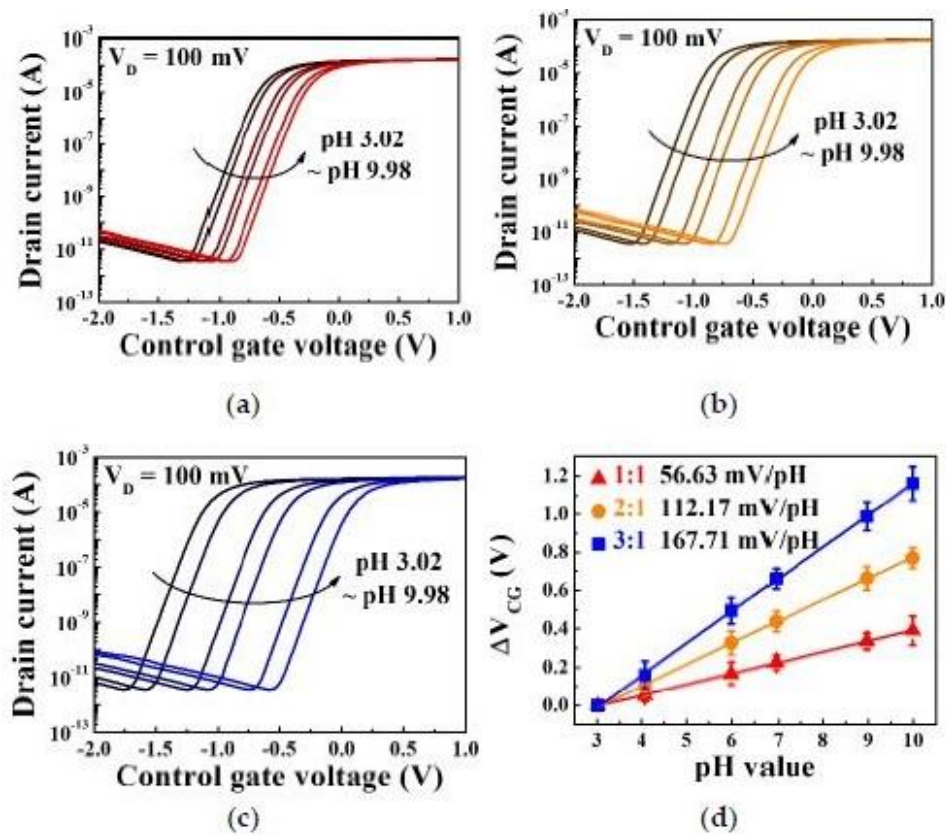 10⁻³
V_D = 100 mV
10⁻⁵
10⁻⁷
10⁻⁹
10⁻¹¹
10⁻¹³
Drain current (A)
pH 3.02
~ pH 9.98
-2.0 -1.5 -1.0 -0.5 0.0 0.5 1.0
Control gate voltage (V)
(a)
10⁻³
V_D = 100 mV
10⁻⁵
10⁻⁷
10⁻⁹
10⁻¹¹
10⁻¹³
Drain current (A)
pH 3.02
~ pH 9.98
-2.0 -1.5 -1.0 -0.5 0.0 0.5 1.0
Control gate voltage (V)
(b)
10⁻³
V_D = 100 mV
10⁻⁵
10⁻⁷
10⁻⁹
10⁻¹¹
10⁻¹³
Drain current (A)
pH 3.02
~ pH 9.98
-2.0 -1.5 -1.0 -0.5 0.0 0.5 1.0
Control gate voltage (V)
(c)
1.2
0.8
0.4
0.2
0.0
ΔV_CG (V)
1:1 56.63 mV/pH
2:1 112.17 mV/pH
3:1 167.71 mV/pH
3 4 5 6 7 8 9 10
pH value
(d)